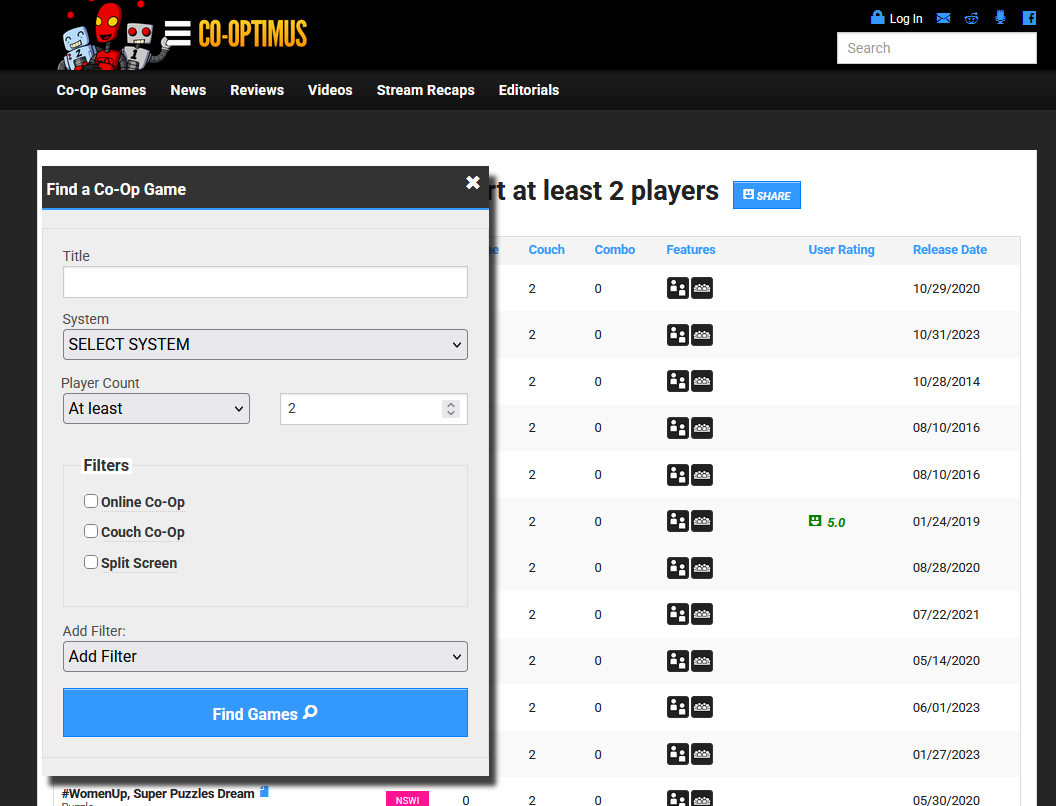 CO-OPTIMUS
Log In
Search
Co-Op Games News Reviews Videos Stream Recaps Editorials
Find a Co-Op Game
rt at least 2 players SHARE
Title
System
SELECT SYSTEM
Player Count
At least 2
Filters
Online Co-Op
Couch Co-Op
Split Screen
Add Filter:
Add Filter
Find Games
e Couch Combo Features User Rating Release Date
2 0 10/29/2020
2 0 10/31/2023
2 0 10/28/2014
2 0 08/10/2016
2 0 08/10/2016
2 0 5.0 01/24/2019
2 0 08/28/2020
2 0 07/22/2021
2 0 05/14/2020
2 0 06/01/2023
2 0 01/27/2023
#WomenUp, Super Puzzles Dream NSWI 0 2 0 05/30/2020
Puzzle